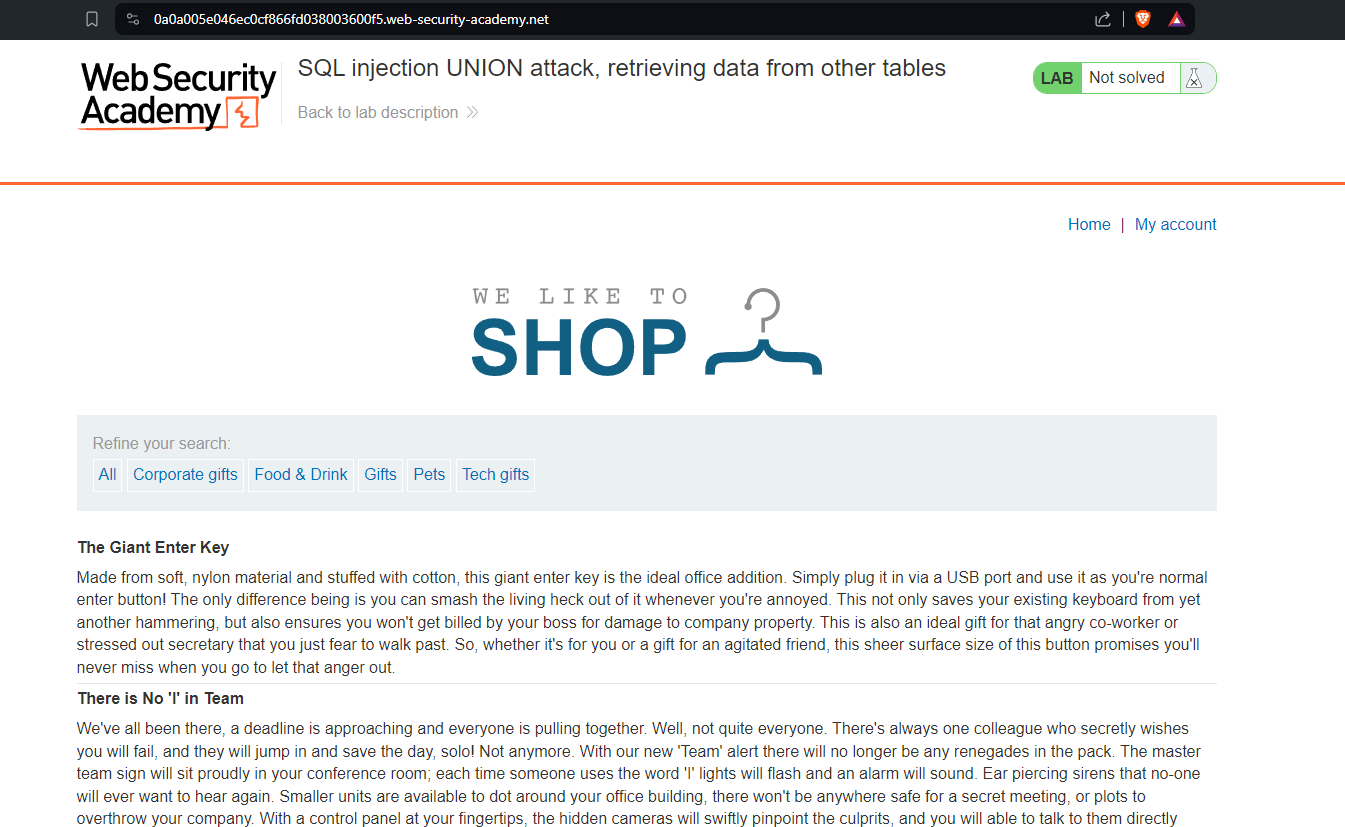 0a0a005e046ec0cf866fd038003600f5.web-security-academy.net
Web Security
Academy
SQL injection UNION attack, retrieving data from other tables
Back to lab description
LAB Not solved
Home | My account
WE LIKE TO
SHOP
Refine your search:
All Corporate gifts Food & Drink Gifts Pets Tech gifts
The Giant Enter Key
Made from soft, nylon material and stuffed with cotton, this giant enter key is the ideal office addition. Simply plug it in via a USB port and use it as you're normal
enter button! The only difference being is you can smash the living heck out of it whenever you're annoyed. This not only saves your existing keyboard from yet
another hammering, but also ensures you won't get billed by your boss for damage to company property. This is also an ideal gift for that angry co-worker or
stressed out secretary that you just fear to walk past. So, whether it's for you or a gift for an agitated friend, this sheer surface size of this button promises you'll
never miss when you go to let that anger out.
There is No 'I' in Team
We've all been there, a deadline is approaching and everyone is pulling together. Well, not quite everyone. There's always one colleague who secretly wishes
you will fail, and they will jump in and save the day, solo! Not anymore. With our new 'Team' alert there will no longer be any renegades in the pack. The master
team sign will sit proudly in your conference room; each time someone uses the word 'I' lights will flash and an alarm will sound. Ear piercing sirens that no-one
will ever want to hear again. Smaller units are available to dot around your office building, there won't be anywhere safe for a secret meeting, or plots to
overthrow your company. With a control panel at your fingertips, the hidden cameras will swiftly pinpoint the culprits, and you will able to talk to them directly